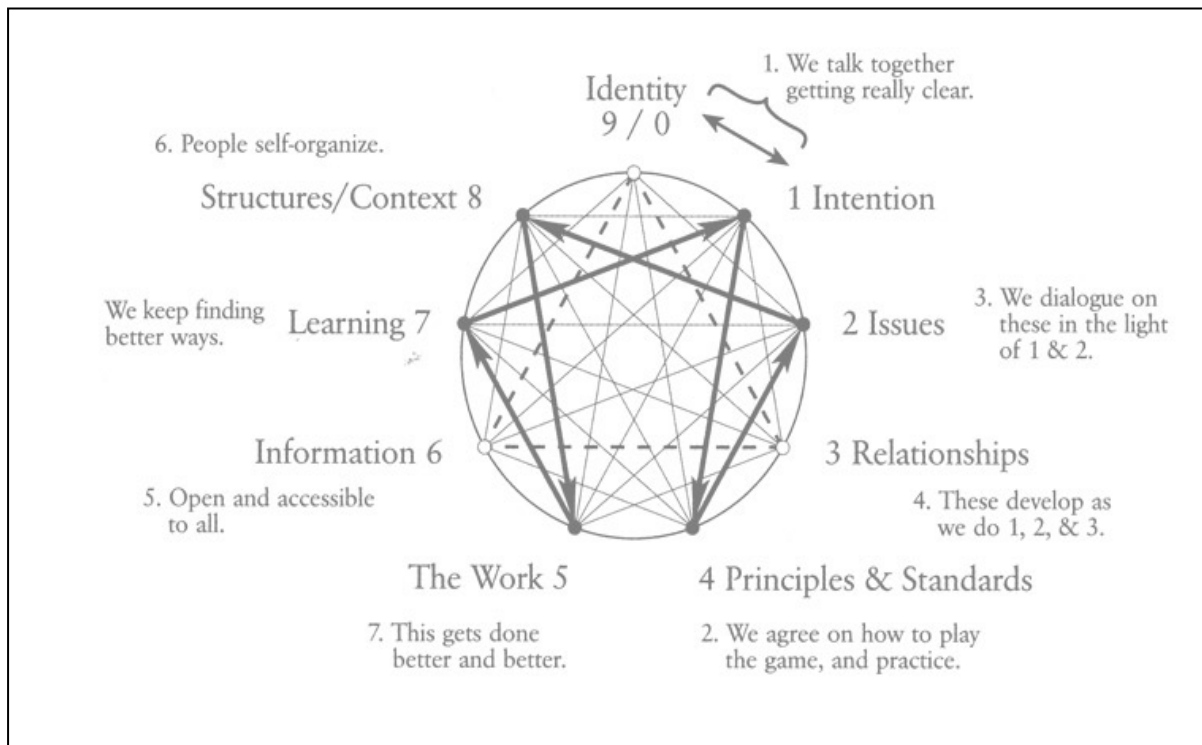 1. We talk together
getting really clear.
Identity
9 / 0
6. People self-organize.
Structures/Context 8
1 Intention
We keep finding
better ways.
Learning 7
2 Issues
3. We dialogue on
these in the light
of 1 & 2.
Information 6
3 Relationships
5. Open and accessible
to all.
4. These develop as
we do 1, 2, & 3.
The Work 5
4 Principles & Standards
7. This gets done
better and better.
2. We agree on how to play
the game, and practice.